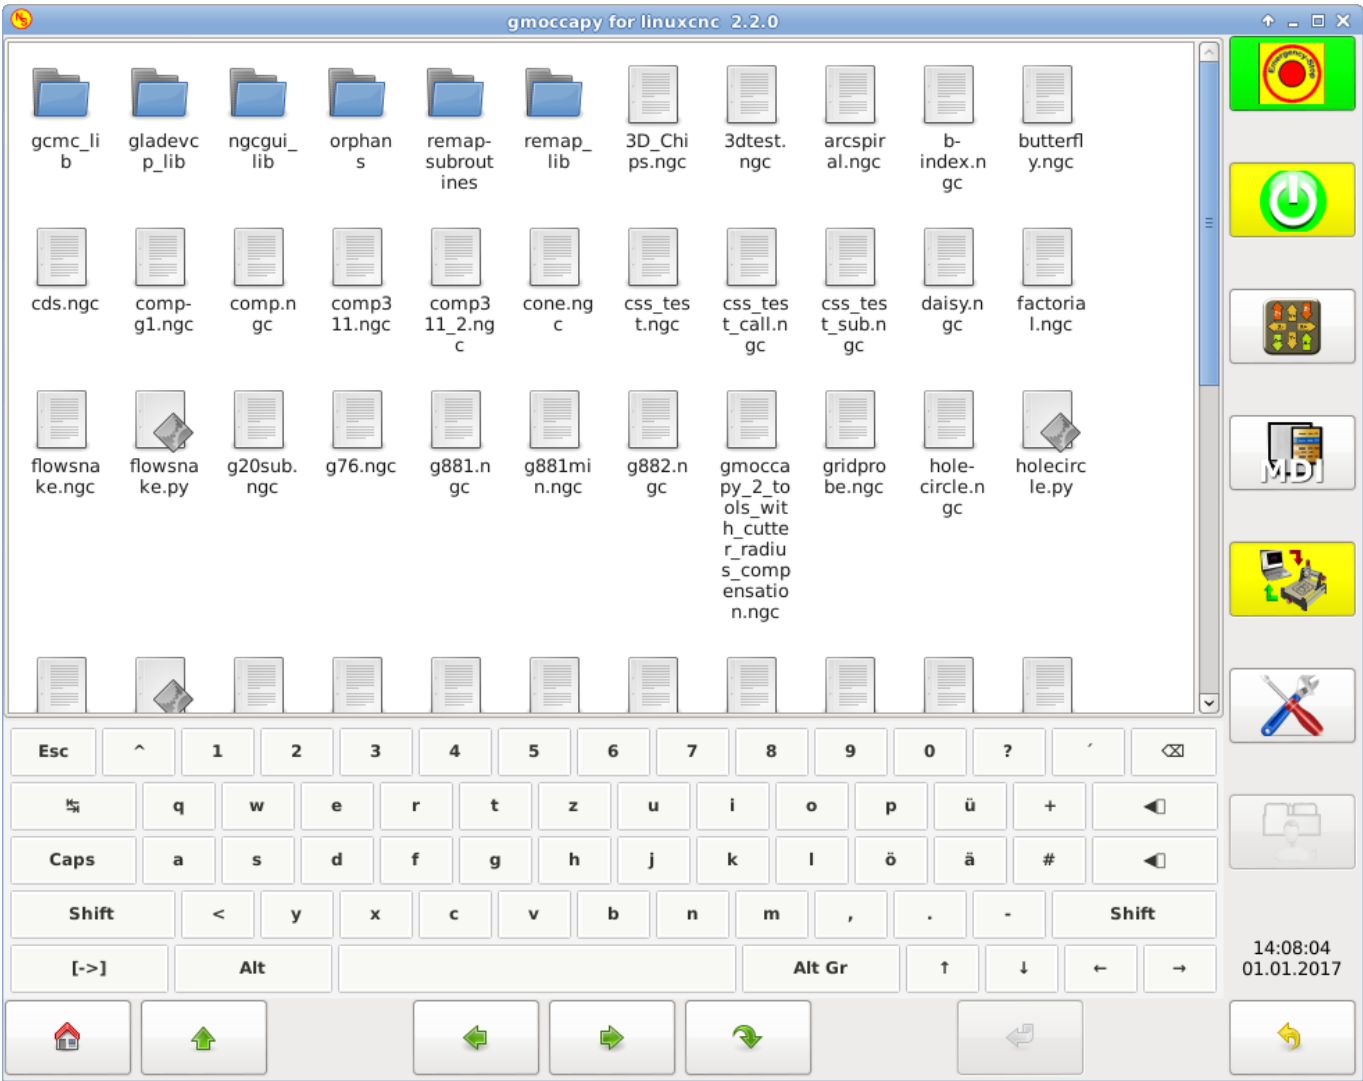 NS
gmoccapy for linuxcnc 2.2.0
Emergency-Stop
gcmc_li
b
gladevc
p_lib
ngcgui_
lib
orphan
s
remap-
subrout
ines
remap_
lib
3D_Chi
ps.ngc
3dtest.
ngc
arcspir
al.ngc
b-
index.n
gc
butterfl
y.ngc
cds.ngc
comp-
g1.ngc
comp.n
gc
comp3
11.ngc
comp3
11_2.ng
c
cone.ng
c
css_tes
t.ngc
css_tes
t_call.n
gc
css_tes
t_sub.n
gc
daisy.n
gc
factoria
l.ngc
flowsna
ke.ngc
flowsna
ke.py
g20sub.
ngc
g76.ngc
g881.n
gc
g881mi
n.ngc
g882.n
gc
gmocca
py_2_to
ols_wit
h_cutte
r_radiu
s_comp
ensatio
n.ngc
gridpro
be.ngc
hole-
circle.n
gc
holecirc
le.py
MDI
Esc ^ 1 2 3 4 5 6 7 8 9 0 ? ´ ⌫
↹ q w e r t z u i o p ü +
Caps a s d f g h j k l ö ä #
Shift < y x c v b n m , . - Shift
[->] Alt Alt Gr ↑ ↓ ← →
14:08:04
01.01.2017